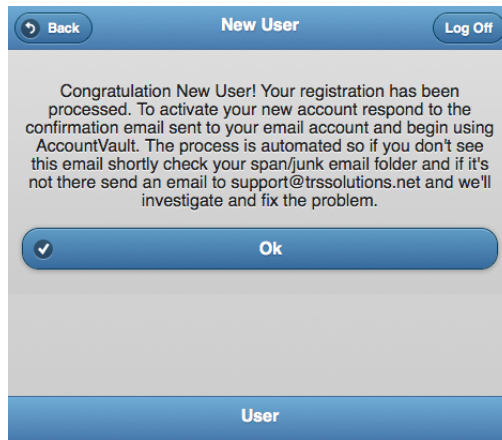 Back New User Log Off
Congratulation New User! Your registration has been
processed. To activate your new account respond to the
confirmation email sent to your email account and begin using
AccountVault. The process is automated so if you don't see
this email shortly check your span/junk email folder and if it's
not there send an email to support@trssolutions.net and we'll
investigate and fix the problem.
Ok
User